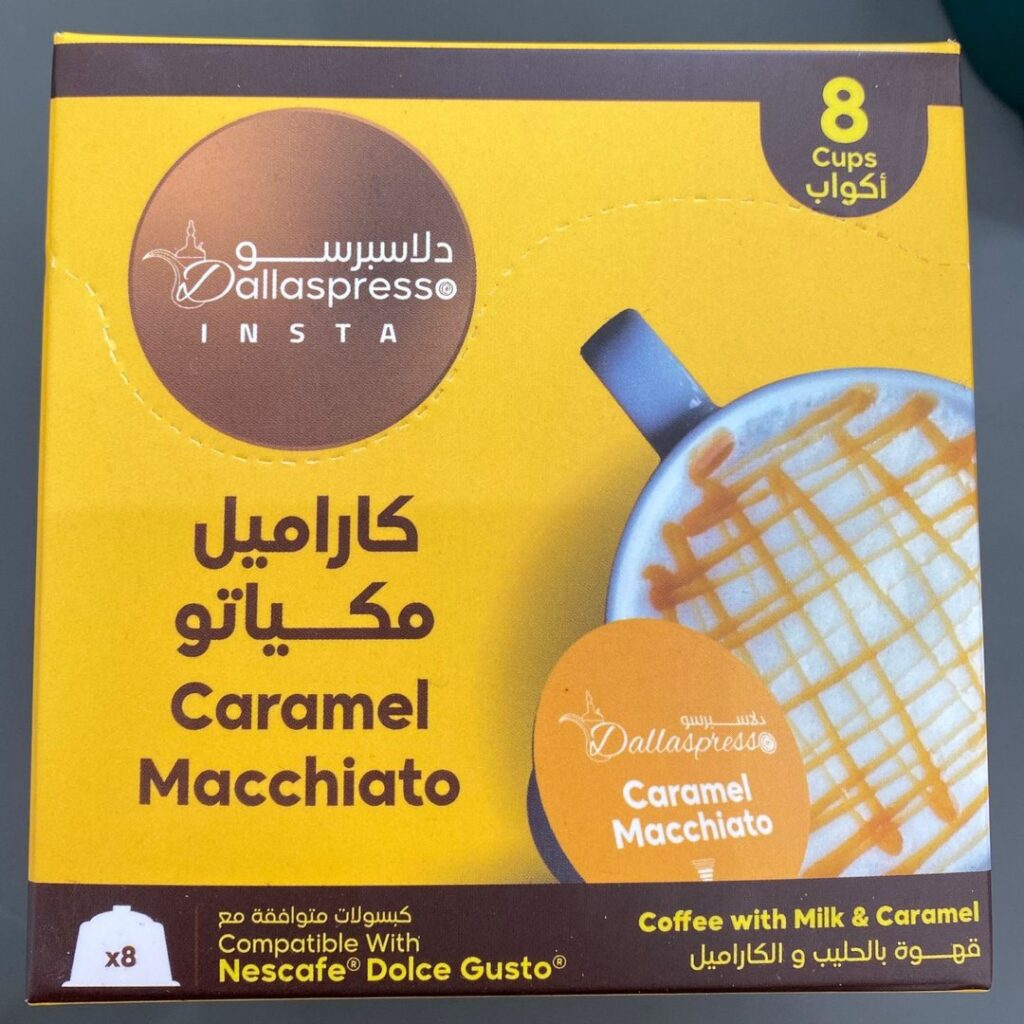 8
Cups
أكواب
دلاسبرسو
Dallaspresso
INSTA
كاراميل
مكياتو
Caramel
Macchiato
دلاسبرسو
Dallaspresso
Caramel
Macchiato
x8
كبسولات متوافقة مع
Compatible With
Nescafe® Dolce Gusto®
Coffee with Milk & Caramel
قهوة بالحليب و الكاراميل